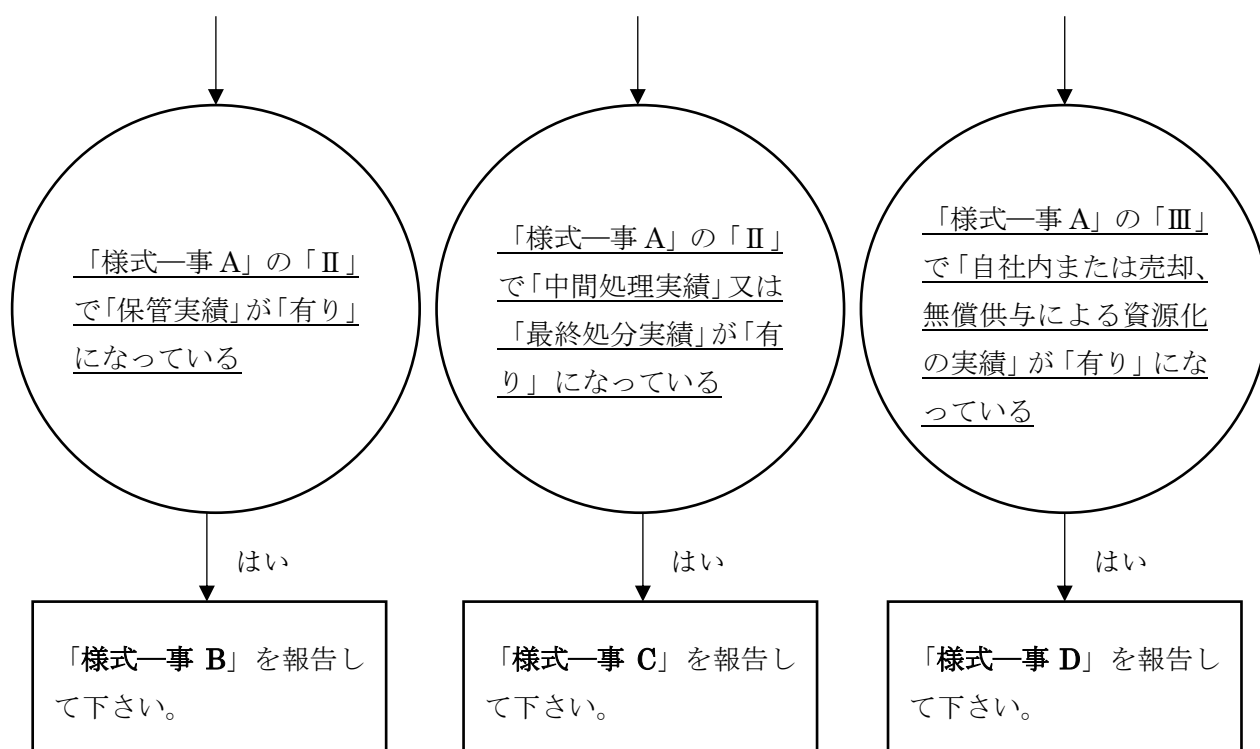 「様式―事 A」の「Ⅱ」
で「保管実績」が「有り」
になっている
「様式―事 A」の「Ⅱ」
で「中間処理実績」又は
「最終処分実績」が「有
り」になっている
「様式―事 A」の「Ⅲ」
で「自社内または売却、
無償供与による資源化
の実績」が「有り」にな
っている
はい
はい
はい
「様式―事 B」を報告し
て下さい。
「様式―事 C」を報告し
て下さい。
「様式―事 D」を報告し
て下さい。